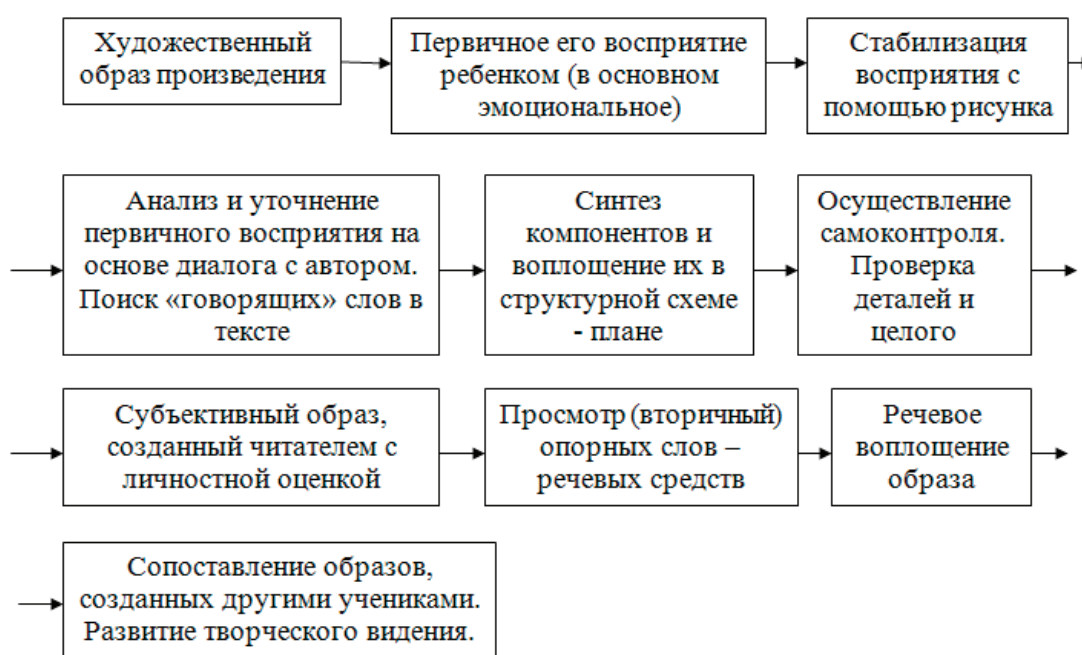 Художественный
образ произведения
Первичное его восприятие
ребенком (в основном
эмоциональное)
Стабилизация
восприятия с
помощью рисунка
Анализ и уточнение
первичного восприятия на
основе диалога с автором.
Поиск «говорящих» слов в
тексте
Синтез
компонентов и
воплощение их в
структурной схеме
- плане
Осуществление
самоконтроля.
Проверка
деталей и
целого
Субъективный образ,
созданный читателем с
личностной оценкой
Просмотр (вторичный)
опорных слов –
речевых средств
Речевое
воплощение
образа
Сопоставление образов,
созданных другими учениками.
Развитие творческого видения.